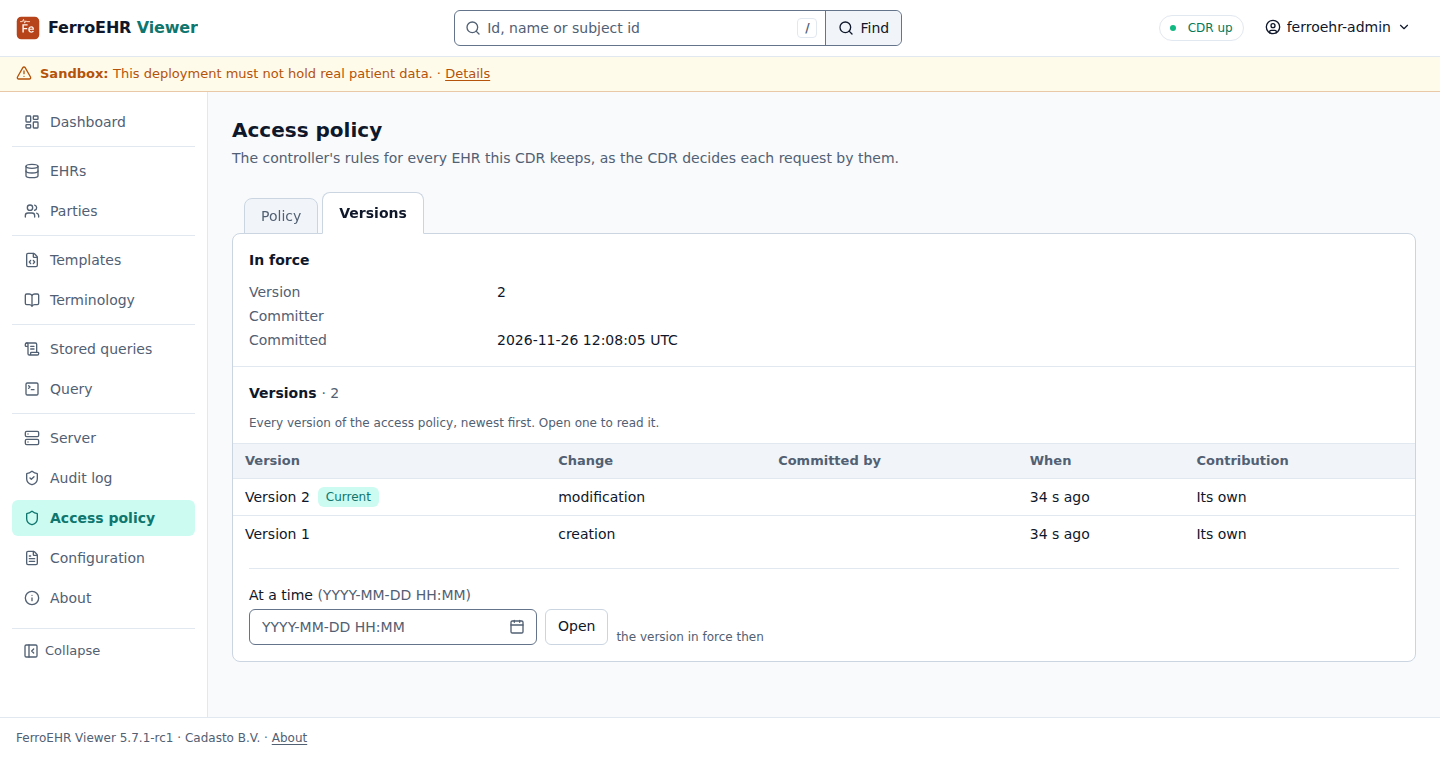 Fe FerroEHR Viewer
Id, name or subject id / Find
CDR up
ferroehr-admin
Sandbox: This deployment must not hold real patient data. · Details
Dashboard
EHRs
Parties
Templates
Terminology
Stored queries
Query
Server
Audit log
Access policy
Configuration
About
Collapse
Access policy
The controller's rules for every EHR this CDR keeps, as the CDR decides each request by them.
Policy Versions
In force
Version 2
Committer
Committed 2026-11-26 12:08:05 UTC
Versions · 2
Every version of the access policy, newest first. Open one to read it.
Version Change Committed by When Contribution
Version 2 Current modification 34 s ago Its own
Version 1 creation 34 s ago Its own
At a time (YYYY-MM-DD HH:MM)
YYYY-MM-DD HH:MM Open the version in force then
FerroEHR Viewer 5.7.1-rc1 · Cadasto B.V. · About